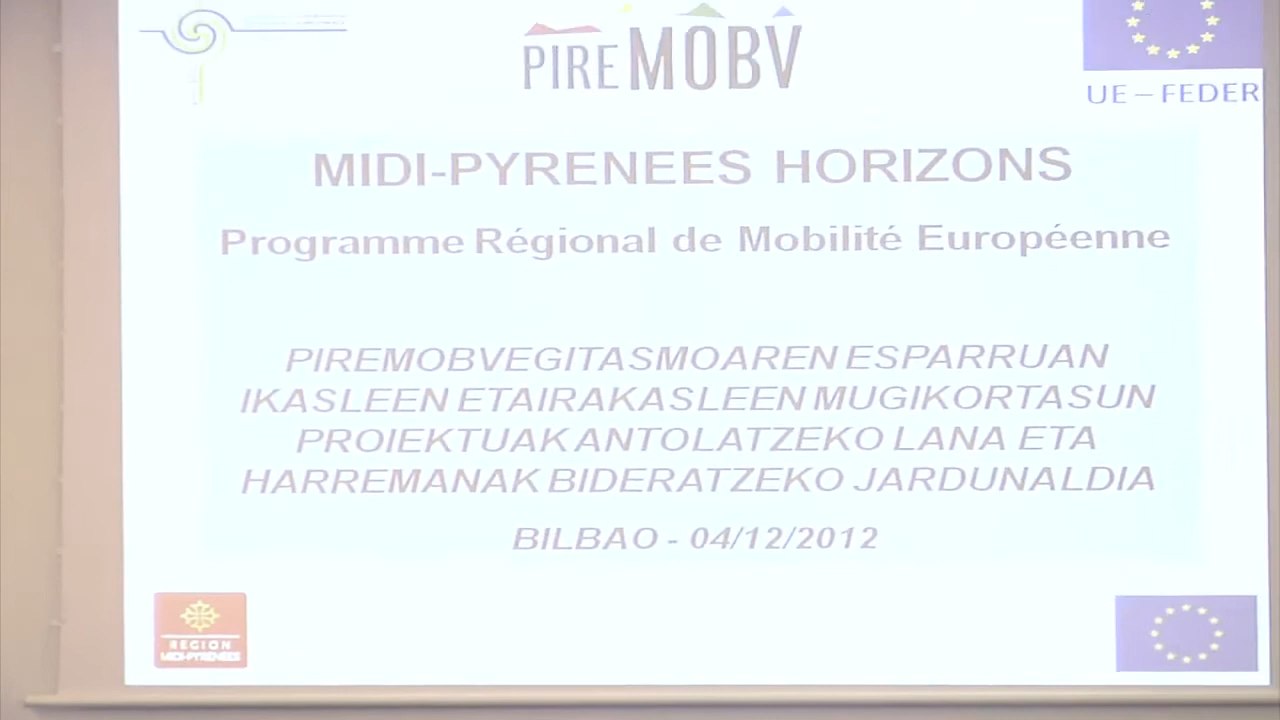 PIREMOBV
UE – FEDER
MIDI-PYRENEES HORIZONS
Programme Régional de Mobilité Européenne
PIREMOBVEGITASMOAREN ESPARRUAN
IKASLEEN ETAIRAKASLEEN MUGIKORTASUN
PROIEKTUAK ANTOLATZEKO LANA ETA
HARREMANAK BIDERATZEKO JARDUNALDIA
BILBAO - 04/12/2012
REGION
MIDI-PYRENEES